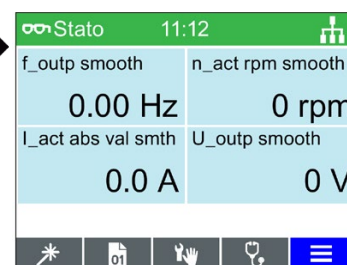 Stato 11:12
f_outp smooth n_act rpm smooth
0.00 Hz 0 rpm
I_act abs val smth U_outp smooth
0.0 A 0 V
01